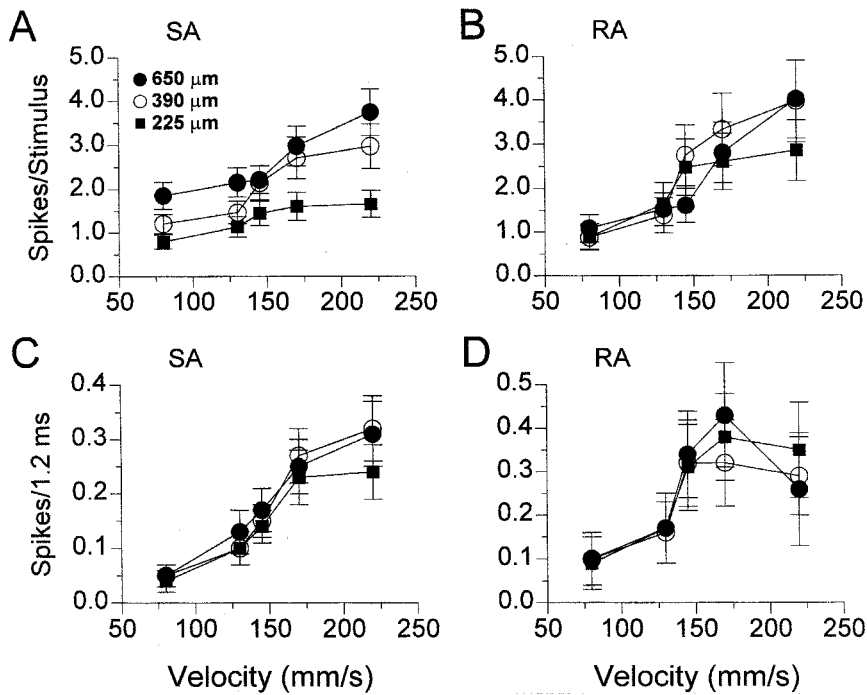 A
SA
Spikes/Stimulus
5.0
4.0
3.0
2.0
1.0
0.0
650 μm
390 μm
225 μm
50 100 150 200 250
B
RA
5.0
4.0
3.0
2.0
1.0
0.0
50 100 150 200 250
C
SA
Spikes/1.2 ms
0.4
0.3
0.2
0.1
0.0
50 100 150 200 250
Velocity (mm/s)
D
RA
0.5
0.4
0.3
0.2
0.1
0.0
50 100 150 200 250
Velocity (mm/s)